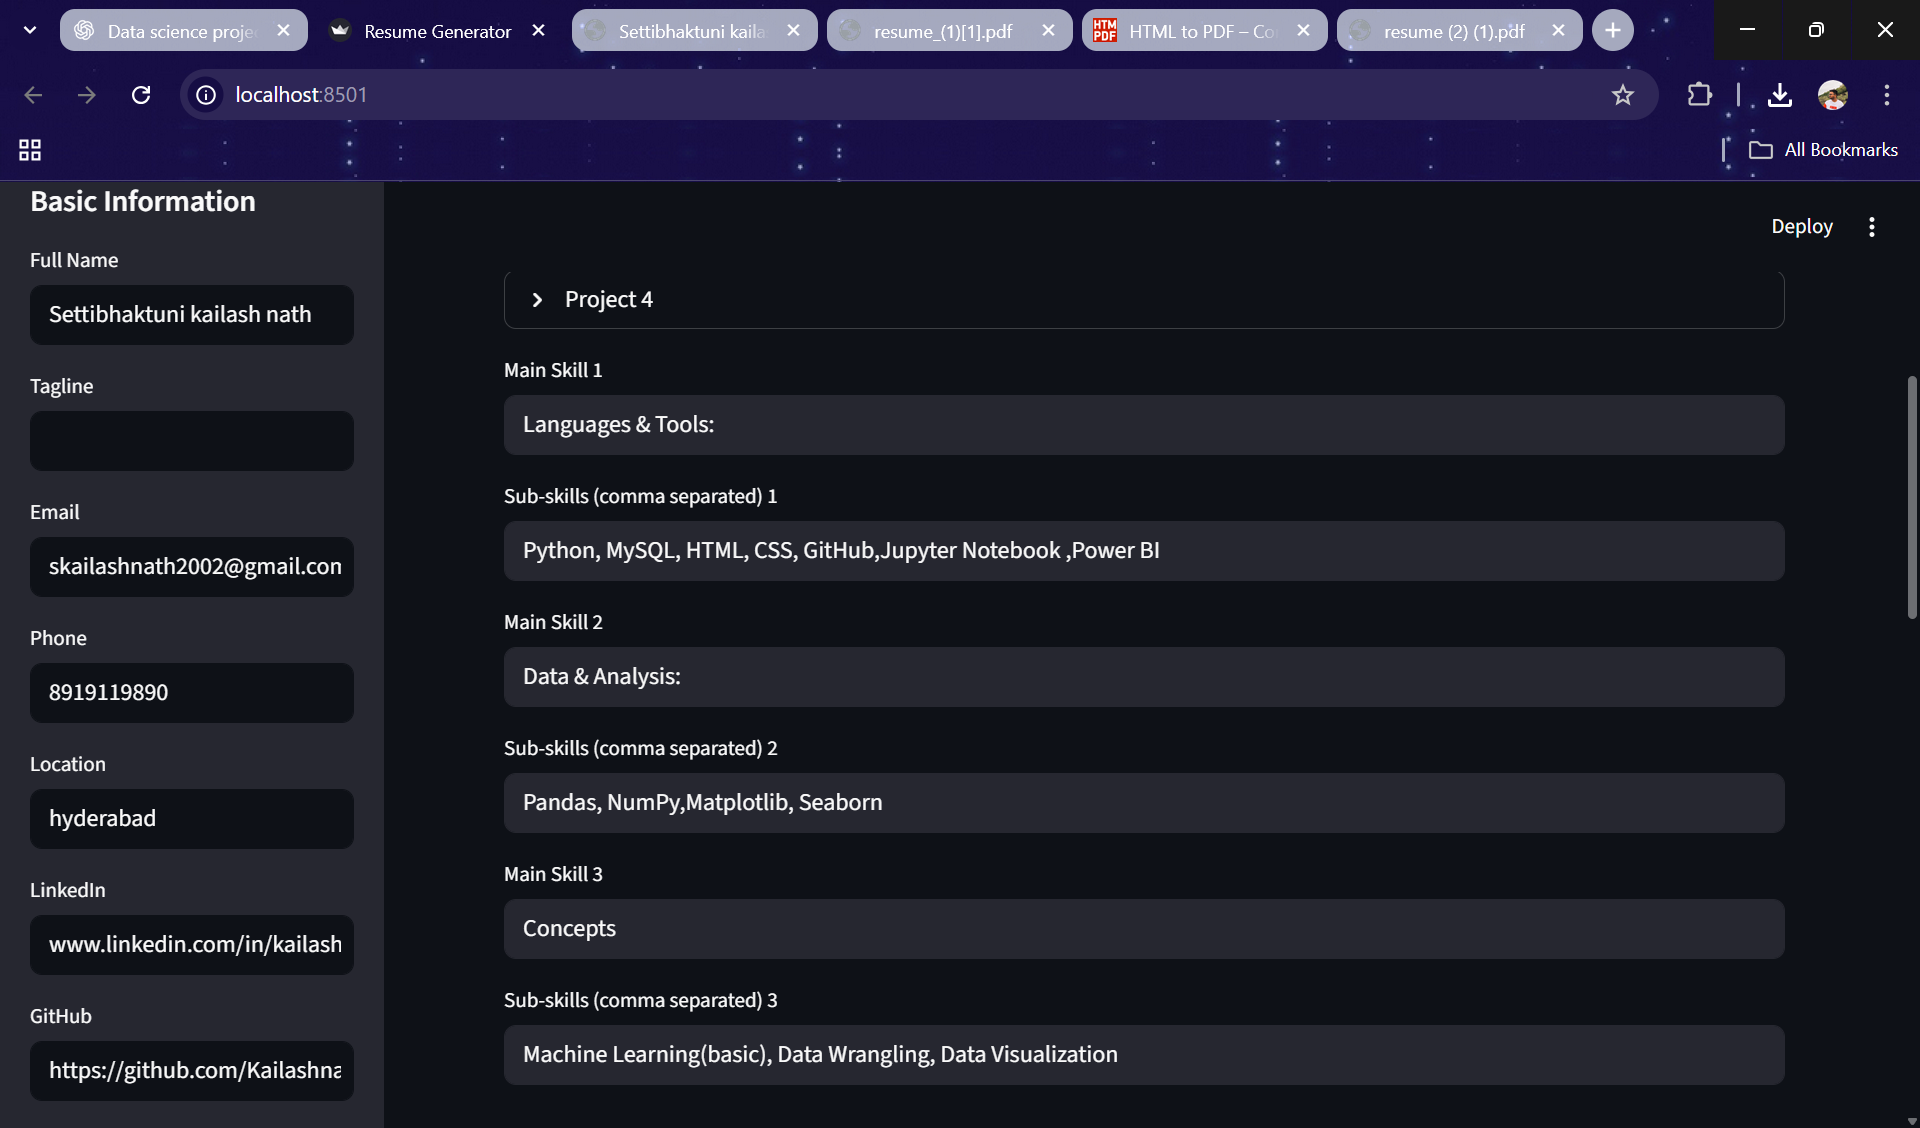 Data science proje
Resume Generator
Settibhaktuni kaila
resume_(1)[1].pdf
HTML PDF
HTML to PDF – Co
resume (2) (1).pdf
localhost:8501
All Bookmarks
Basic Information
Full Name
Settibhaktuni kailash nath
Tagline
Email
skailashnath2002@gmail.com
Phone
8919119890
Location
hyderabad
LinkedIn
www.linkedin.com/in/kailash
GitHub
https://github.com/Kailashna
Deploy
Project 4
Main Skill 1
Languages & Tools:
Sub-skills (comma separated) 1
Python, MySQL, HTML, CSS, GitHub,Jupyter Notebook ,Power BI
Main Skill 2
Data & Analysis:
Sub-skills (comma separated) 2
Pandas, NumPy,Matplotlib, Seaborn
Main Skill 3
Concepts
Sub-skills (comma separated) 3
Machine Learning(basic), Data Wrangling, Data Visualization